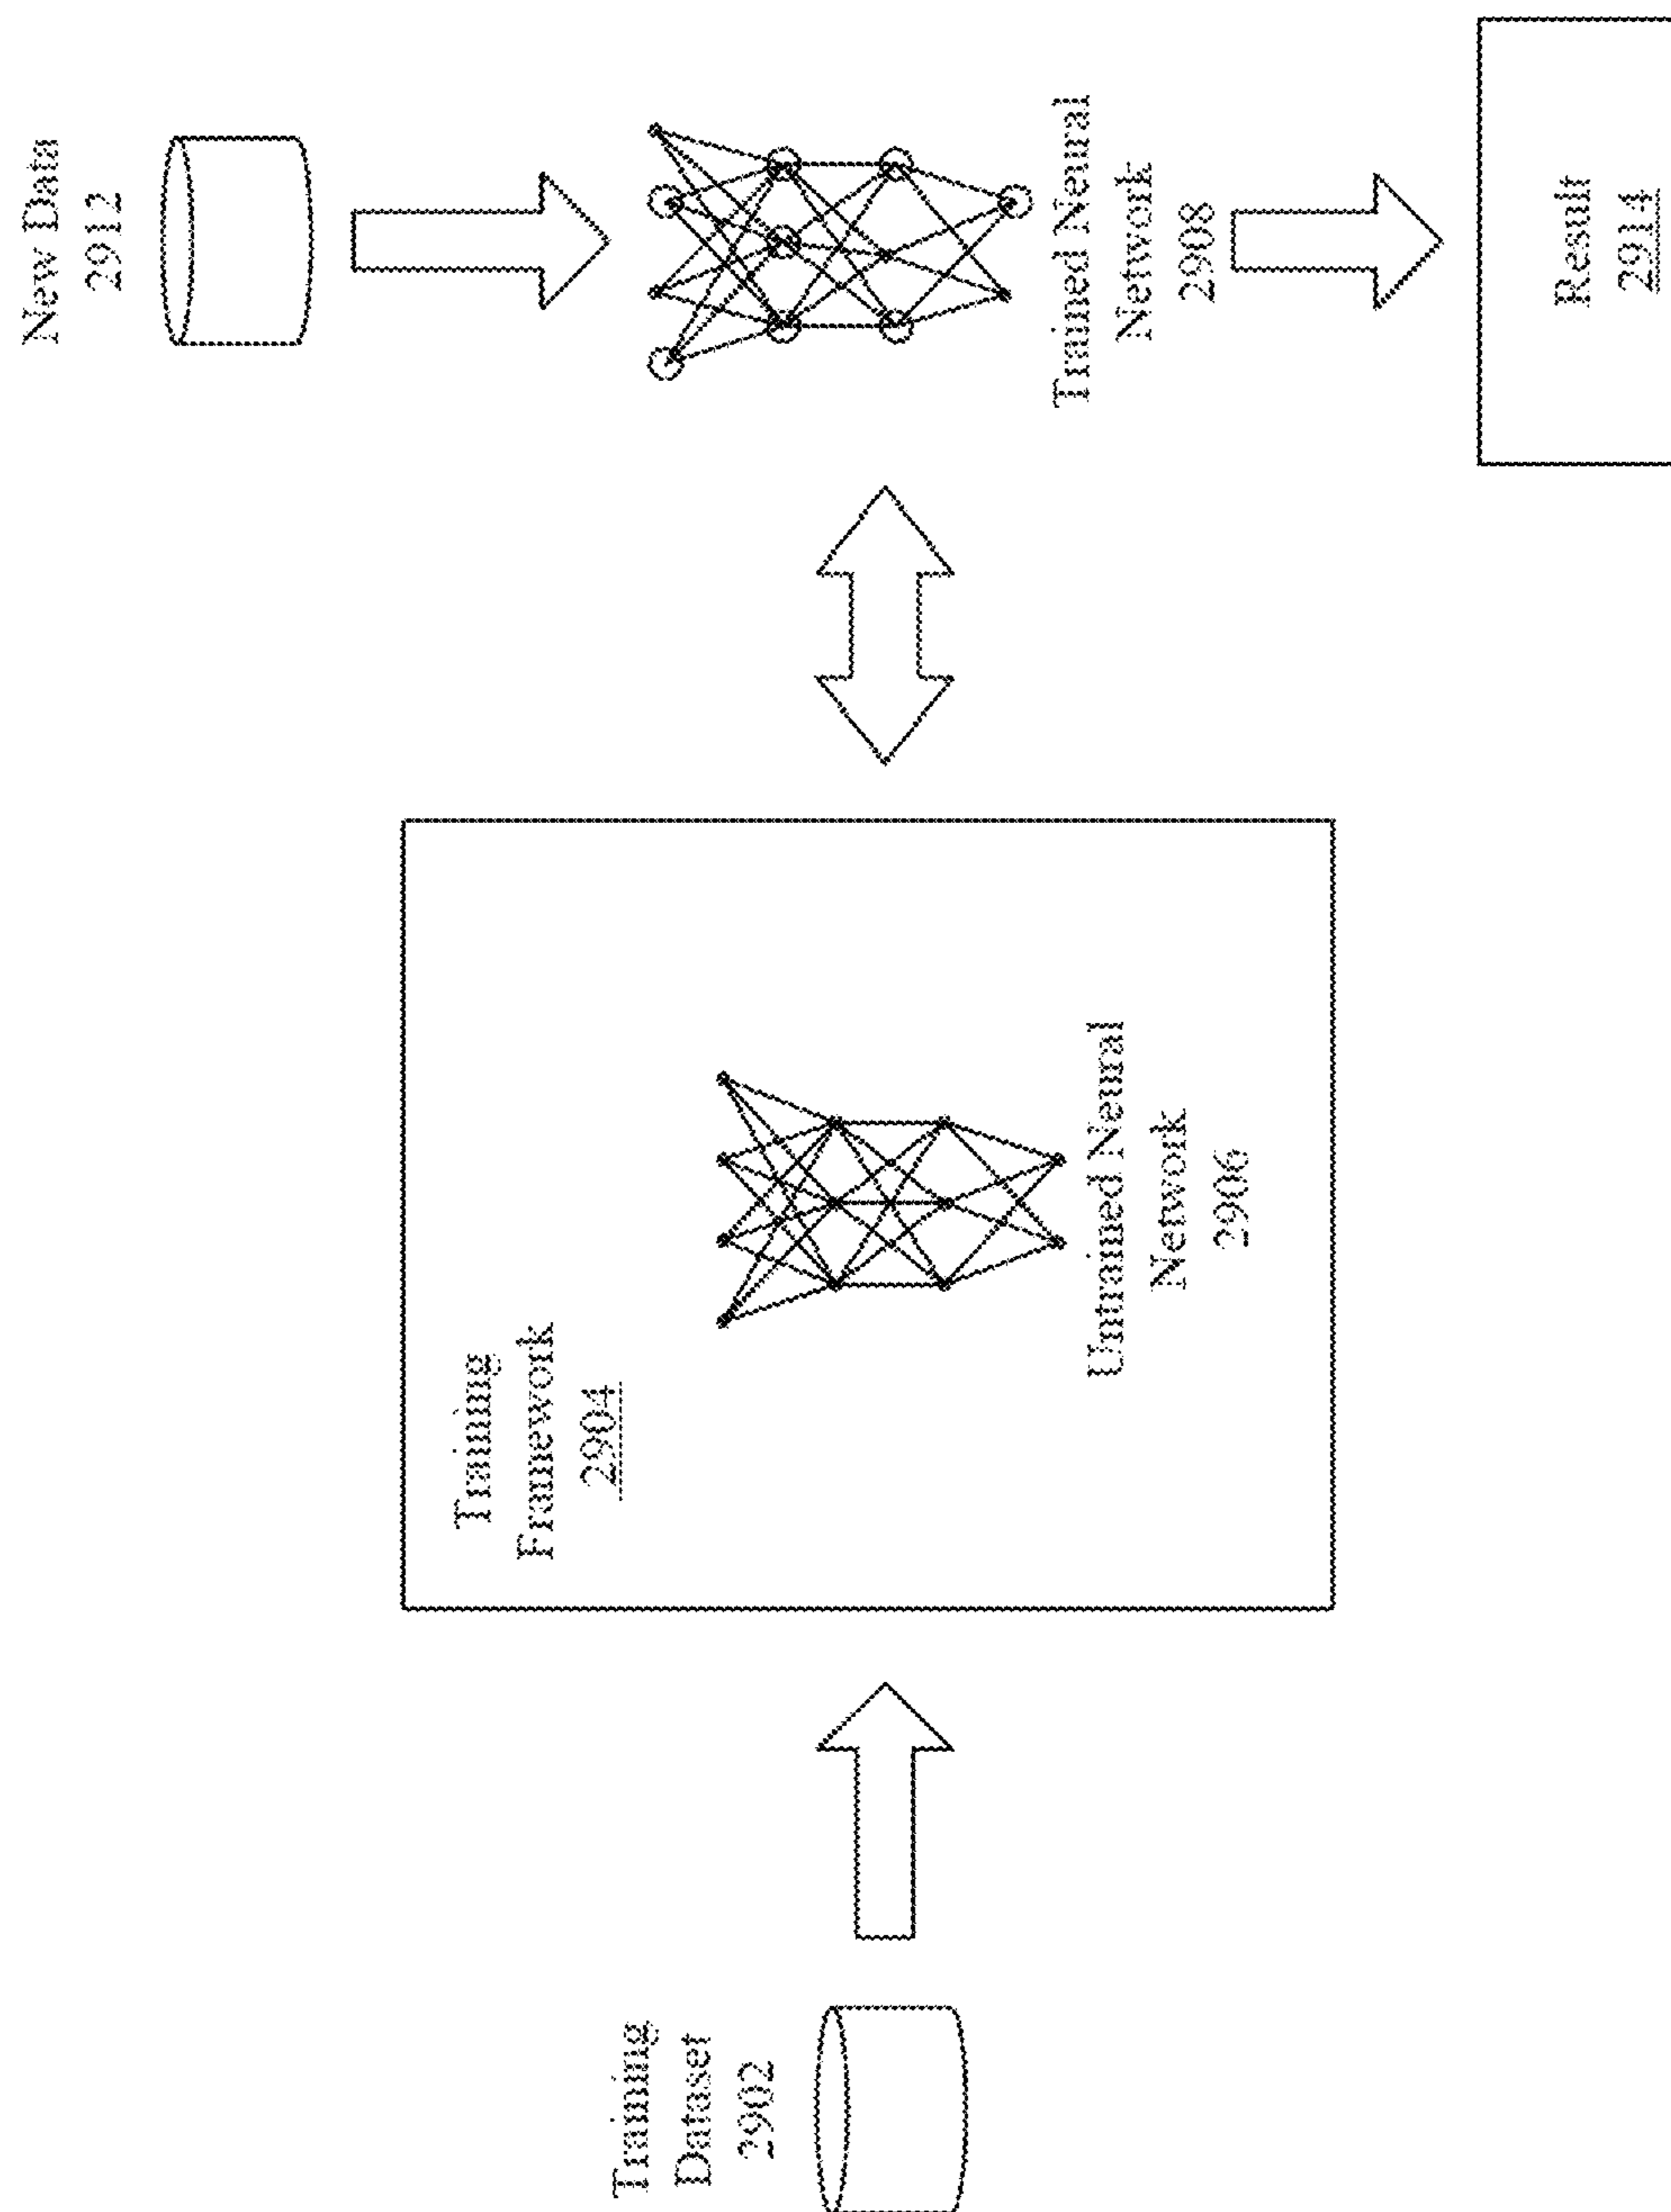 Training
Dataset
2902
Training
Framework
2904
Untrained Neural
Network
2906
New Data
2912
Trained Neural
Network
2908
Result
2914